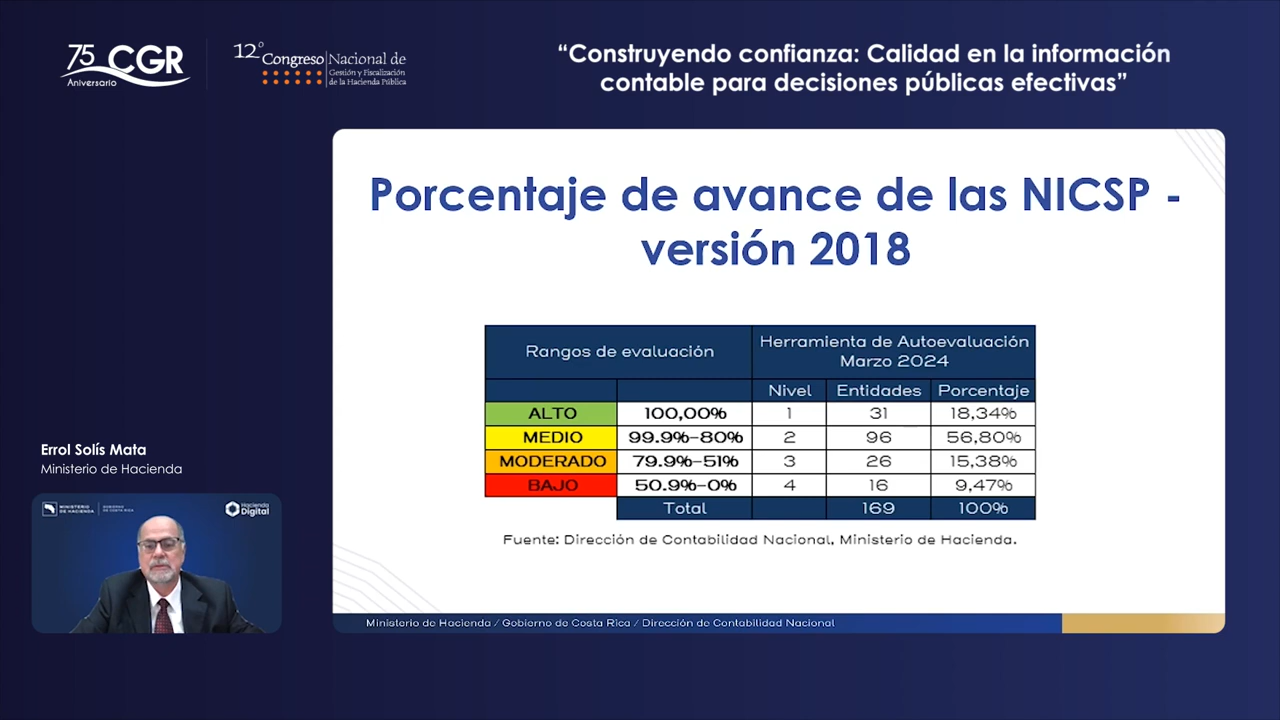 75 CGR
Aniversario
12° Congreso Nacional de
Gestión y Fiscalización
de la Hacienda Pública
“Construyendo confianza: Calidad en la información
contable para decisiones públicas efectivas”
Porcentaje de avance de las NICSP -
versión 2018
Rangos de evaluación
Herramienta de Autoevaluación
Marzo 2024
Nivel Entidades Porcentaje
ALTO 100,00% 1 31 18,34%
MEDIO 99.9%-80% 2 96 56,80%
MODERADO 79.9%-51% 3 26 15,38%
BAJO 50.9%-0% 4 16 9,47%
Total 169 100%
Fuente: Dirección de Contabilidad Nacional, Ministerio de Hacienda.
Ministerio de Hacienda / Gobierno de Costa Rica / Dirección de Contabilidad Nacional
Errol Solís Mata
Ministerio de Hacienda
MINISTERIO
DE HACIENDA
GOBIERNO
DE COSTA RICA
Hacienda
Digital